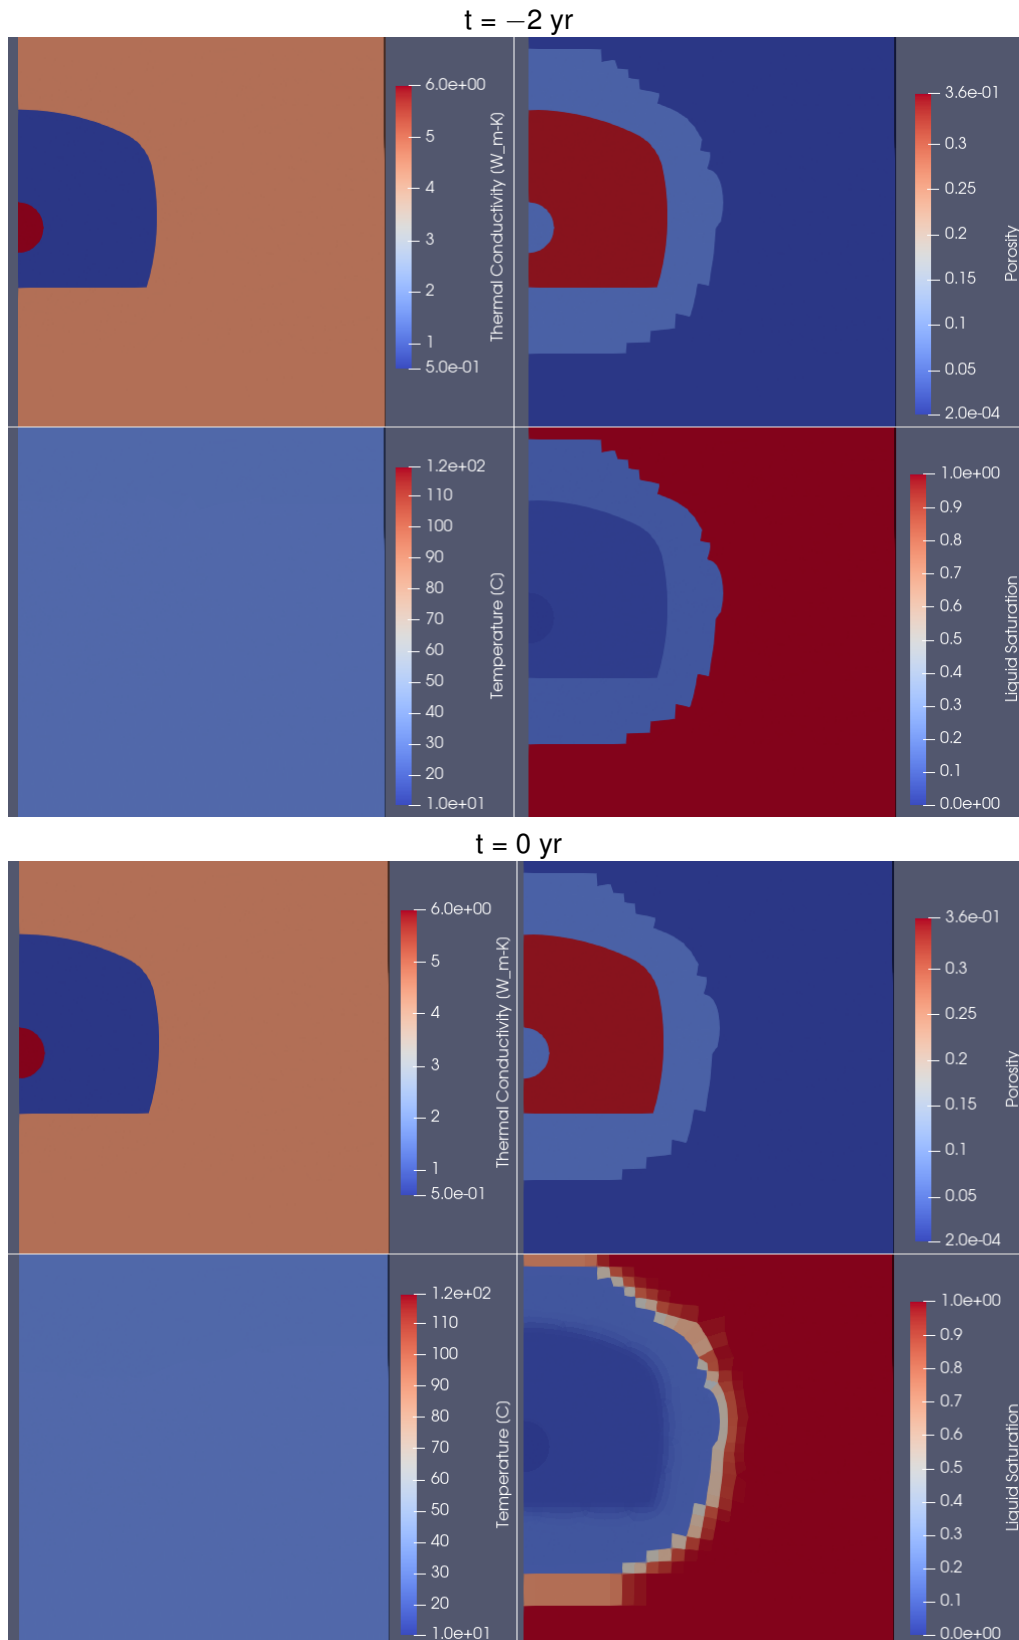 t = −2 yr
6.0e+00
5
4
3
2
1
5.0e-01
Thermal Conductivity (W_m-K)
3.6e-01
0.3
0.25
0.2
0.15
0.1
0.05
2.0e-04
Porosity
1.2e+02
110
100
90
80
70
60
50
40
30
20
1.0e+01
Temperature (C)
1.0e+00
0.9
0.8
0.7
0.6
0.5
0.4
0.3
0.2
0.1
0.0e+00
Liquid Saturation
t = 0 yr
6.0e+00
5
4
3
2
1
5.0e-01
Thermal Conductivity (W_m-K)
3.6e-01
0.3
0.25
0.2
0.15
0.1
0.05
2.0e-04
Porosity
1.2e+02
110
100
90
80
70
60
50
40
30
20
1.0e+01
Temperature (C)
1.0e+00
0.9
0.8
0.7
0.6
0.5
0.4
0.3
0.2
0.1
0.0e+00
Liquid Saturation